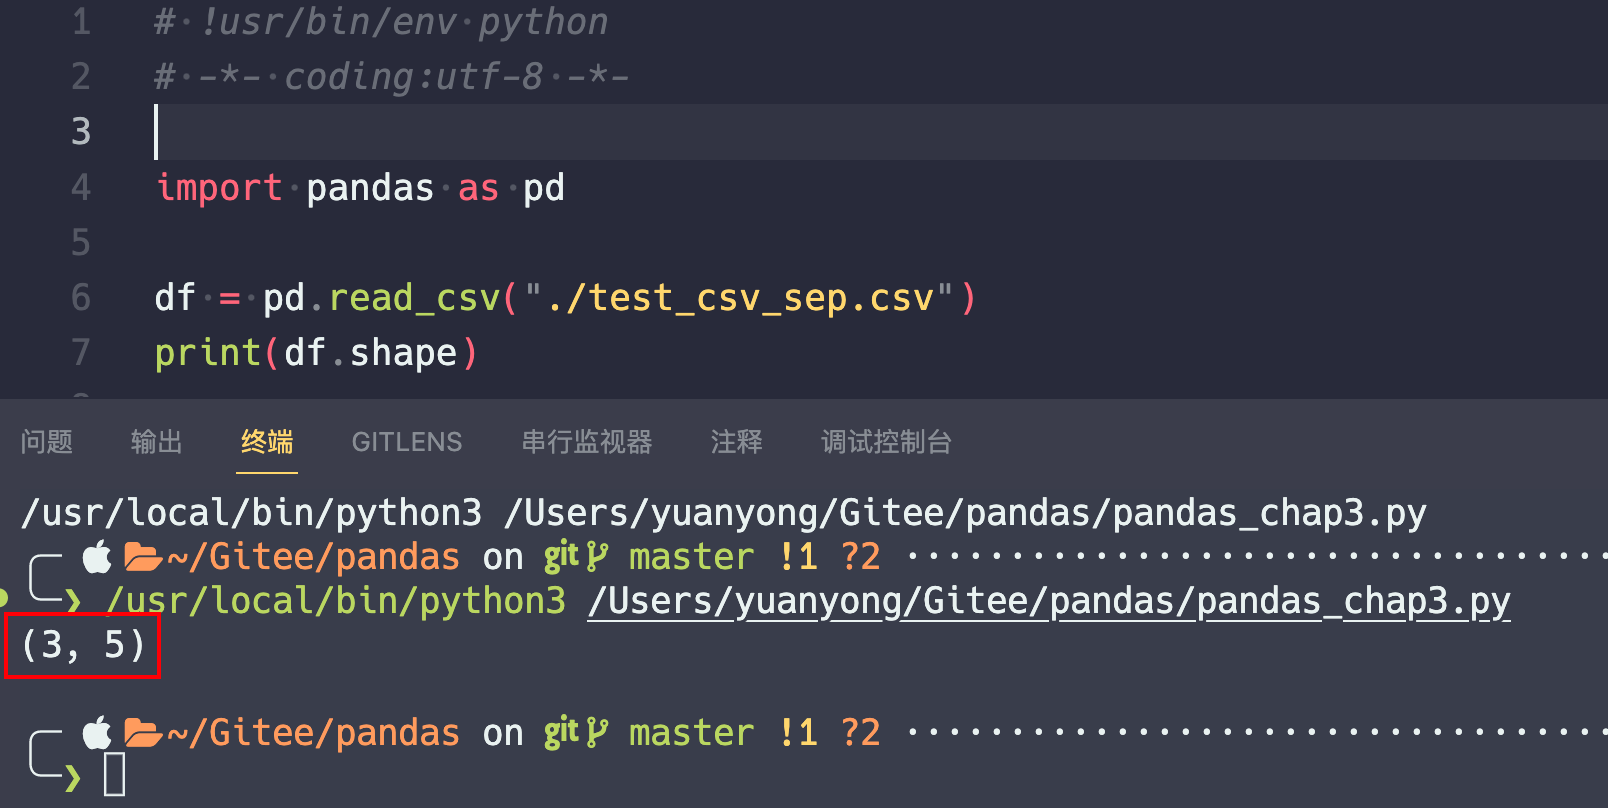 1 # !usr/bin/env python
2 # -*- coding:utf-8 -*-
3
4 import pandas as pd
5
6 df = pd.read_csv("./test_csv_sep.csv")
7 print(df.shape)
问题 输出 终端 GITLENS 串行监视器 注释 调试控制台
/usr/local/bin/python3 /Users/yuanyong/Gitee/pandas/pandas_chap3.py
~/Gitee/pandas on git master !1 ?2 ·································
❯ /usr/local/bin/python3 /Users/yuanyong/Gitee/pandas/pandas_chap3.py
(3, 5)
~/Gitee/pandas on git master !1 ?2 ·································
❯